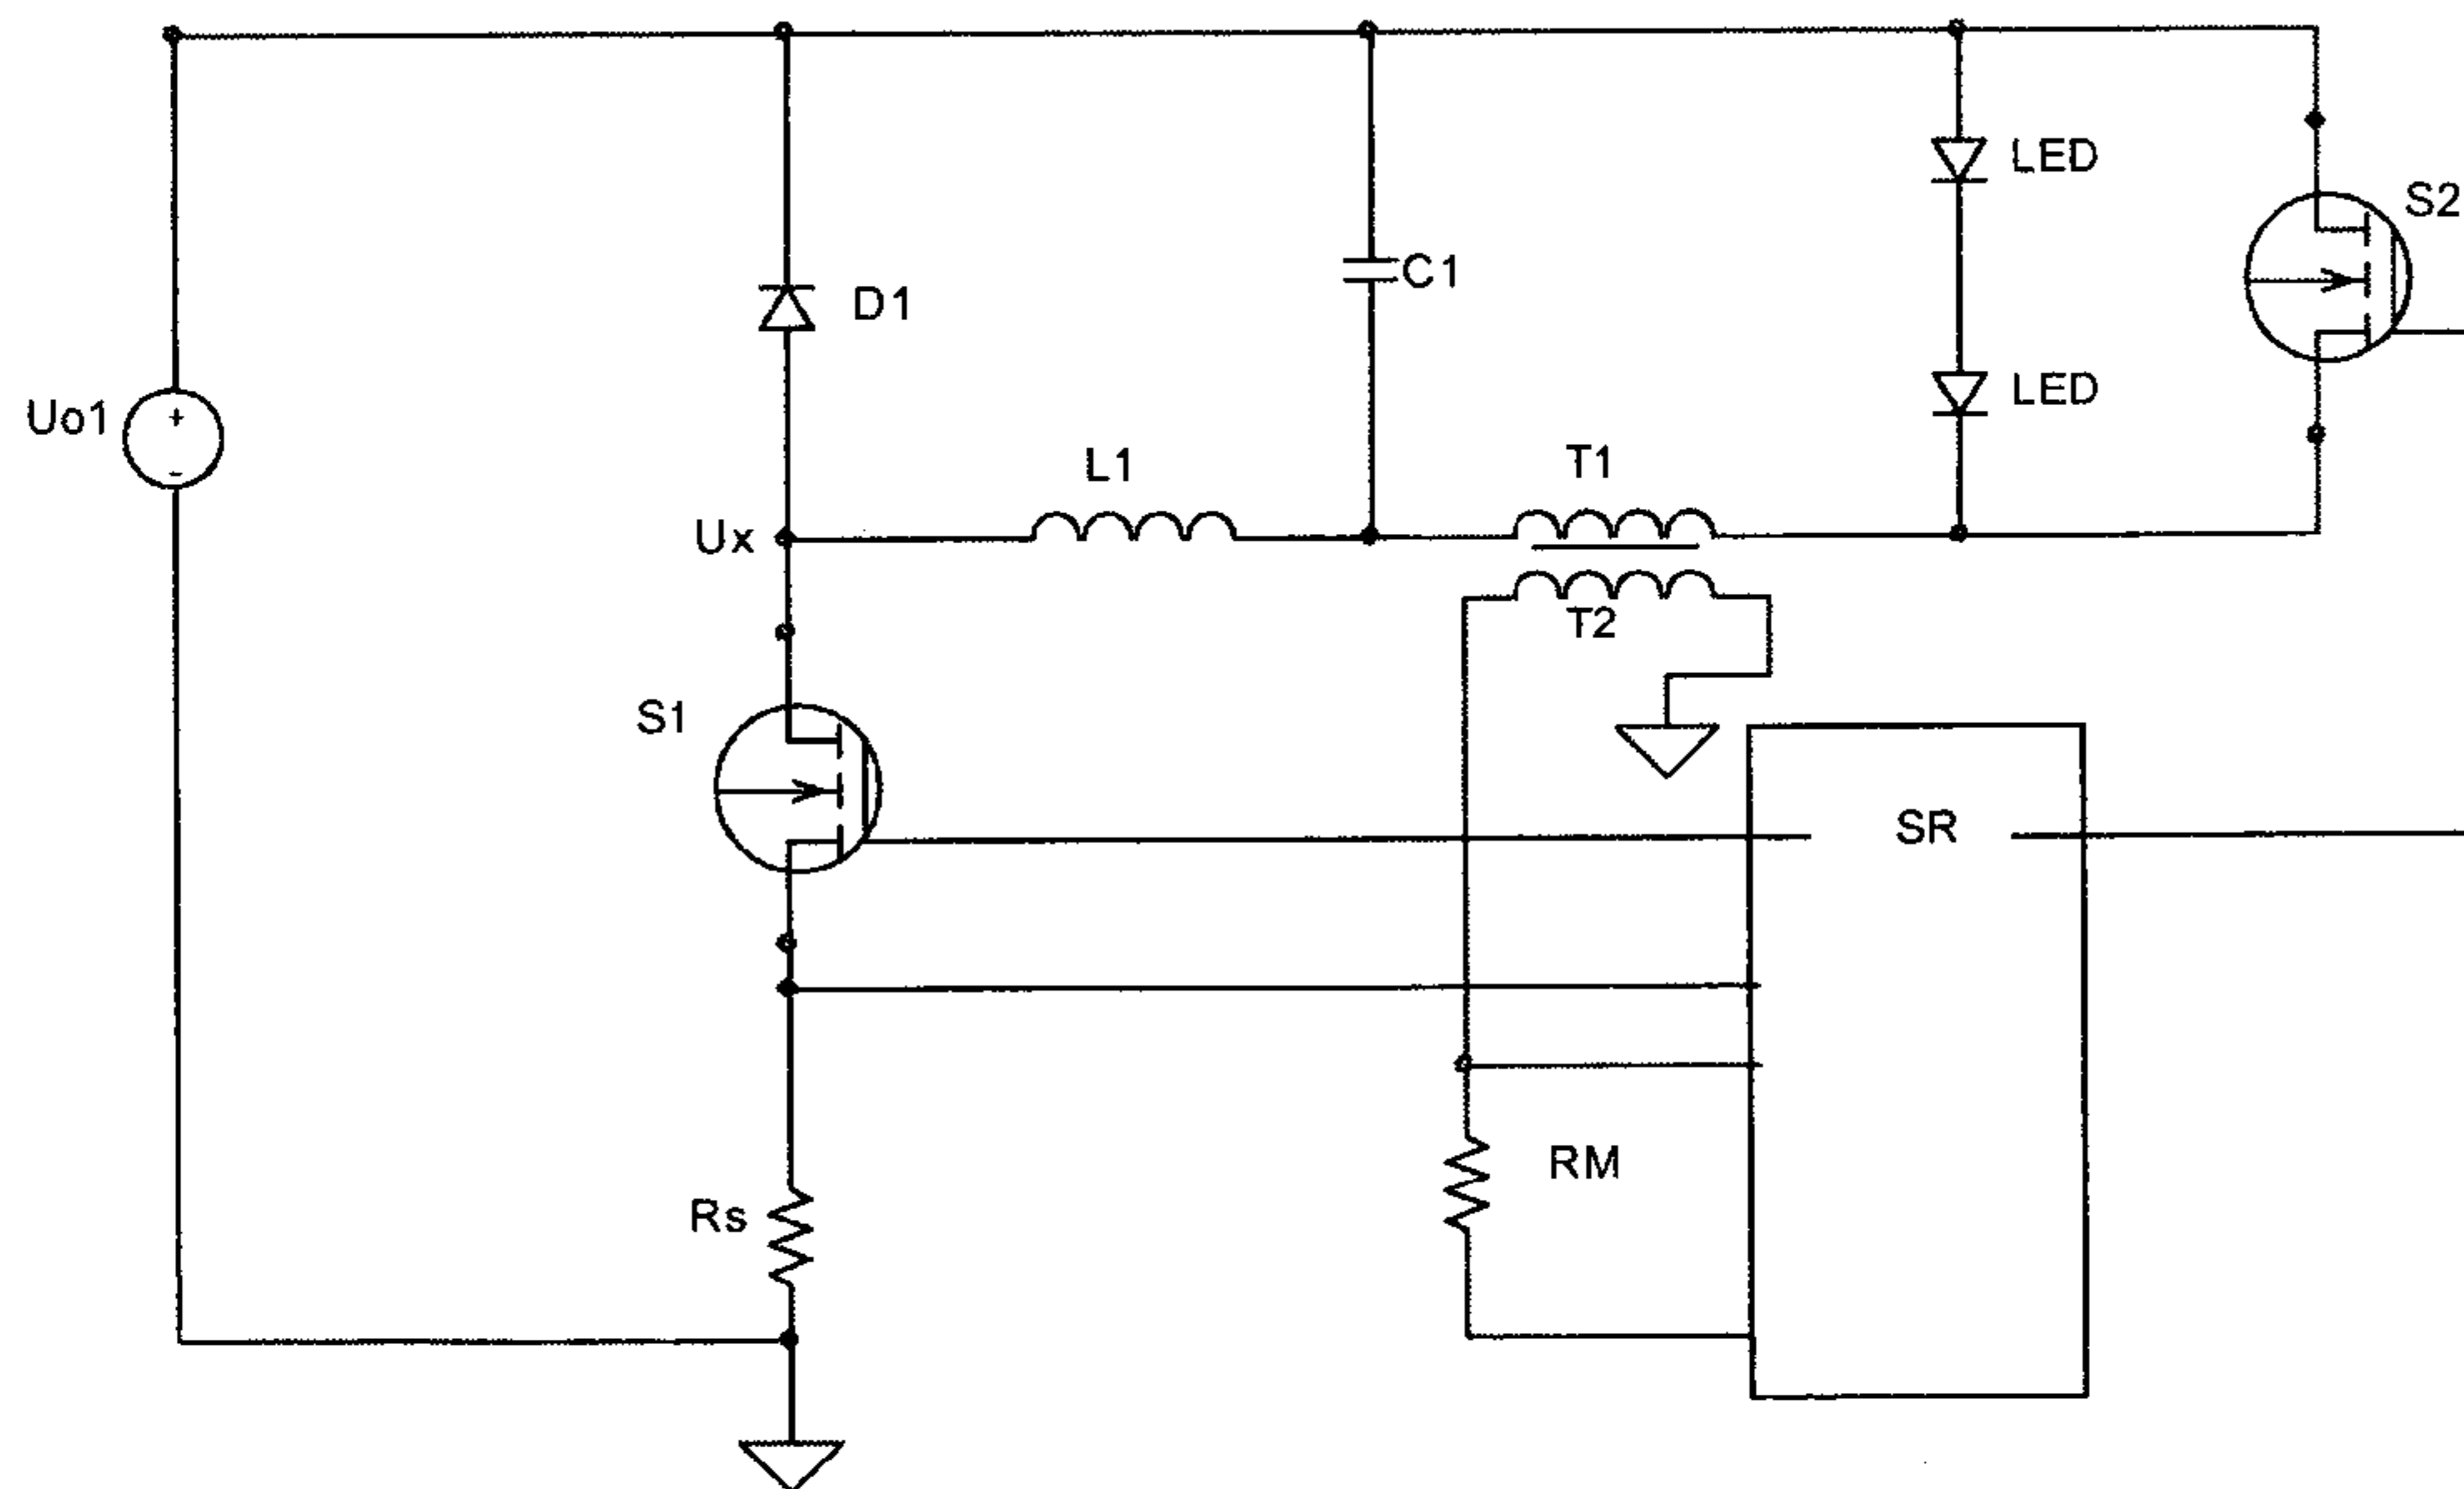 LED
S2
D1
C1
LED
Uo1
+
-
L1
T1
Ux
T2
S1
SR
RM
Rs